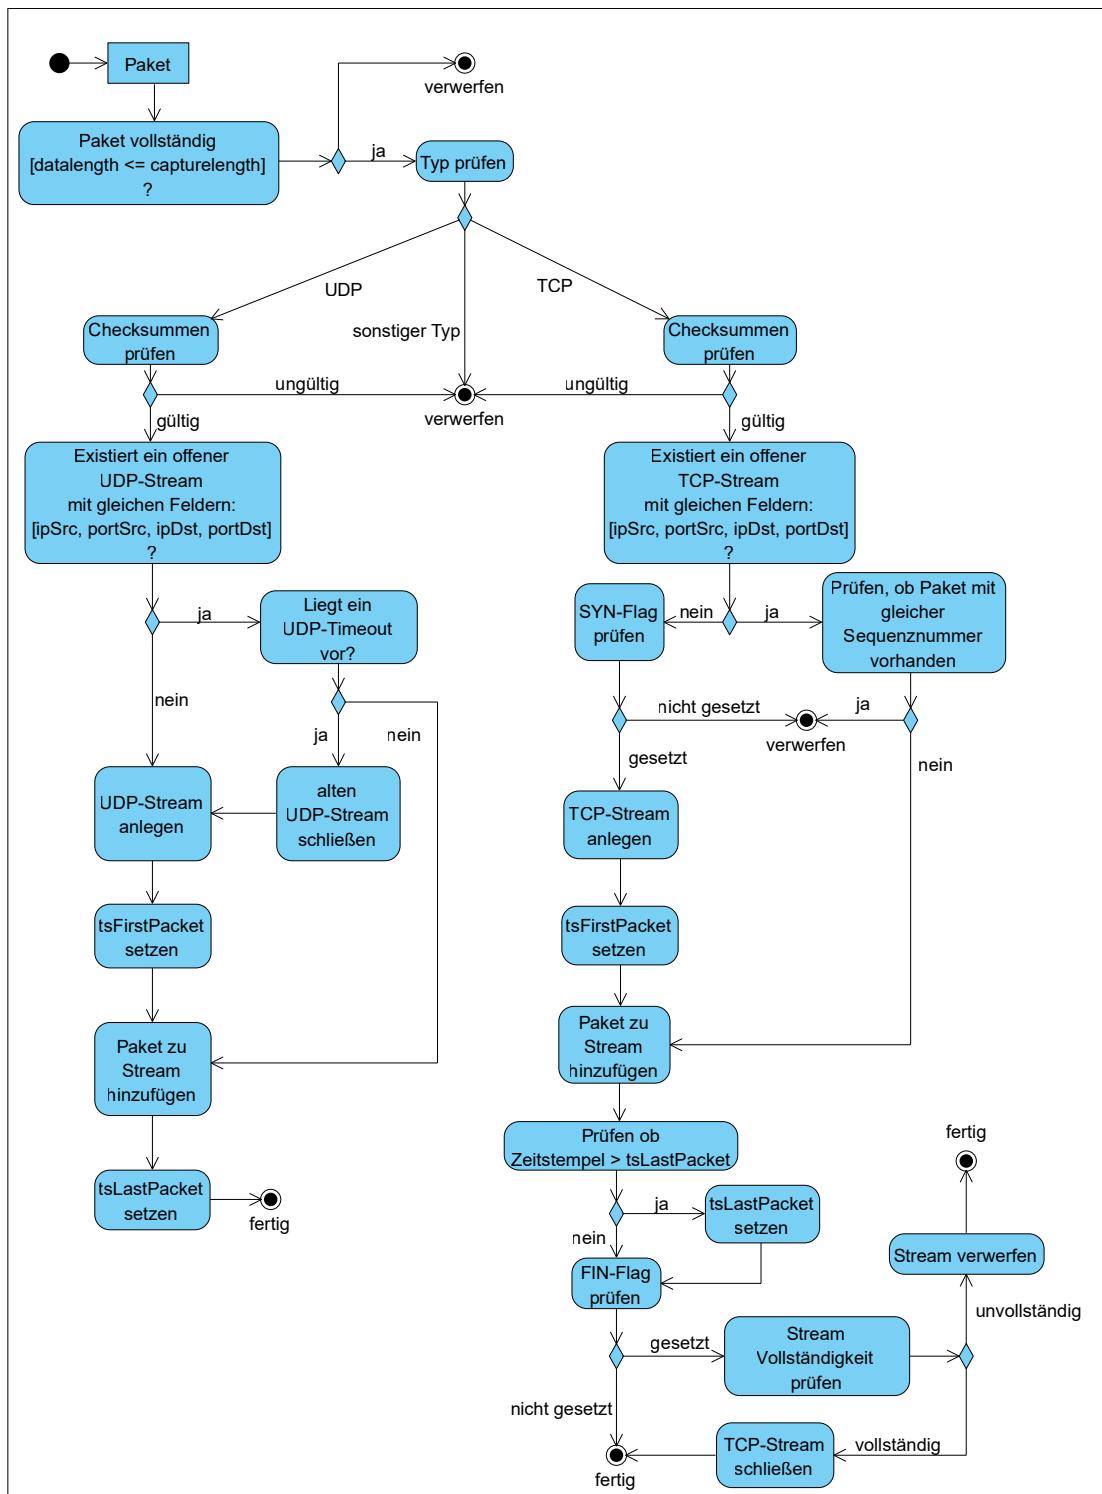 Paket
verwerfen
Paket vollständig
[datalength <= capturelength]
?
ja
Typ prüfen
UDP
TCP
sonstiger Typ
Checksummen
prüfen
Checksummen
prüfen
ungültig
ungültig
verwerfen
gültig
gültig
Existiert ein offener
UDP-Stream
mit gleichen Feldern:
[ipSrc, portSrc, ipDst, portDst]
?
Existiert ein offener
TCP-Stream
mit gleichen Feldern:
[ipSrc, portSrc, ipDst, portDst]
?
ja
Liegt ein
UDP-Timeout
vor?
SYN-Flag
prüfen
nein
ja
Prüfen, ob Paket mit
gleicher
Sequenznummer
vorhanden
nein
ja
nein
nicht gesetzt
ja
verwerfen
gesetzt
nein
UDP-Stream
anlegen
alten
UDP-Stream
schließen
TCP-Stream
anlegen
tsFirstPacket
setzen
tsFirstPacket
setzen
Paket zu
Stream
hinzufügen
Paket zu
Stream
hinzufügen
Prüfen ob
Zeitstempel > tsLastPacket
fertig
tsLastPacket
setzen
fertig
ja
tsLastPacket
setzen
nein
Stream verwerfen
FIN-Flag
prüfen
unvollständig
gesetzt
Stream
Vollständigkeit
prüfen
nicht gesetzt
TCP-Stream
schließen
vollständig
fertig